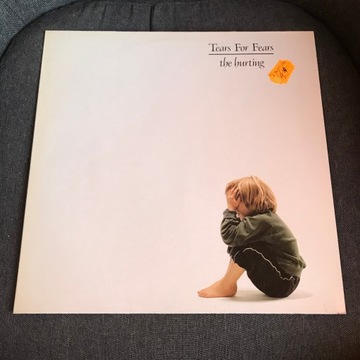 Tears For Fears
the hurting